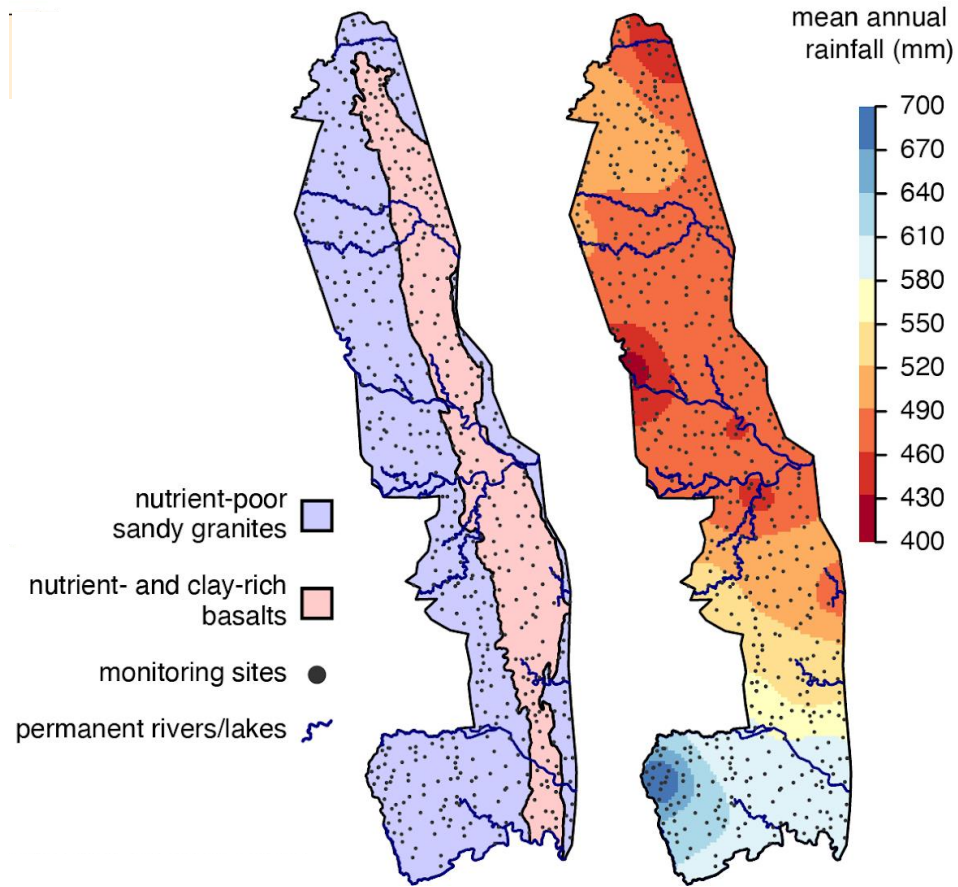 mean annual
rainfall (mm)
700
670
640
610
580
550
520
490
460
430
400
nutrient-poor
sandy granites
nutrient- and clay-rich
basalts
monitoring sites
permanent rivers/lakes